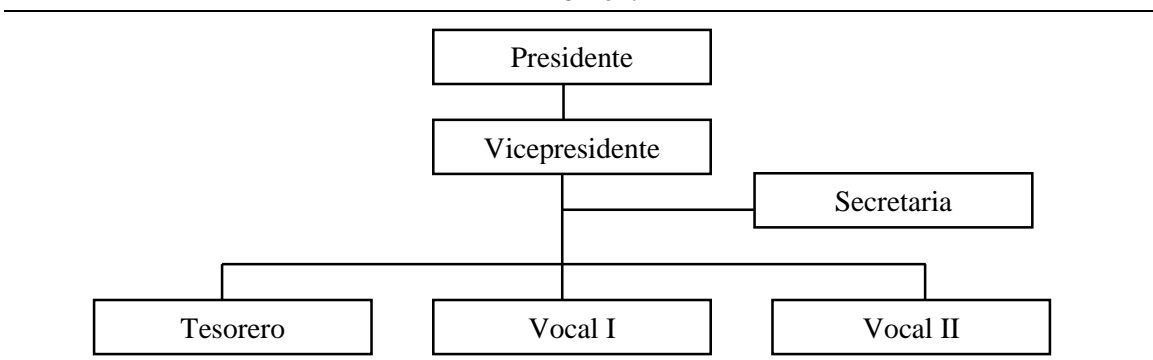 Presidente
Vicepresidente
Secretaria
Tesorero
Vocal I
Vocal II